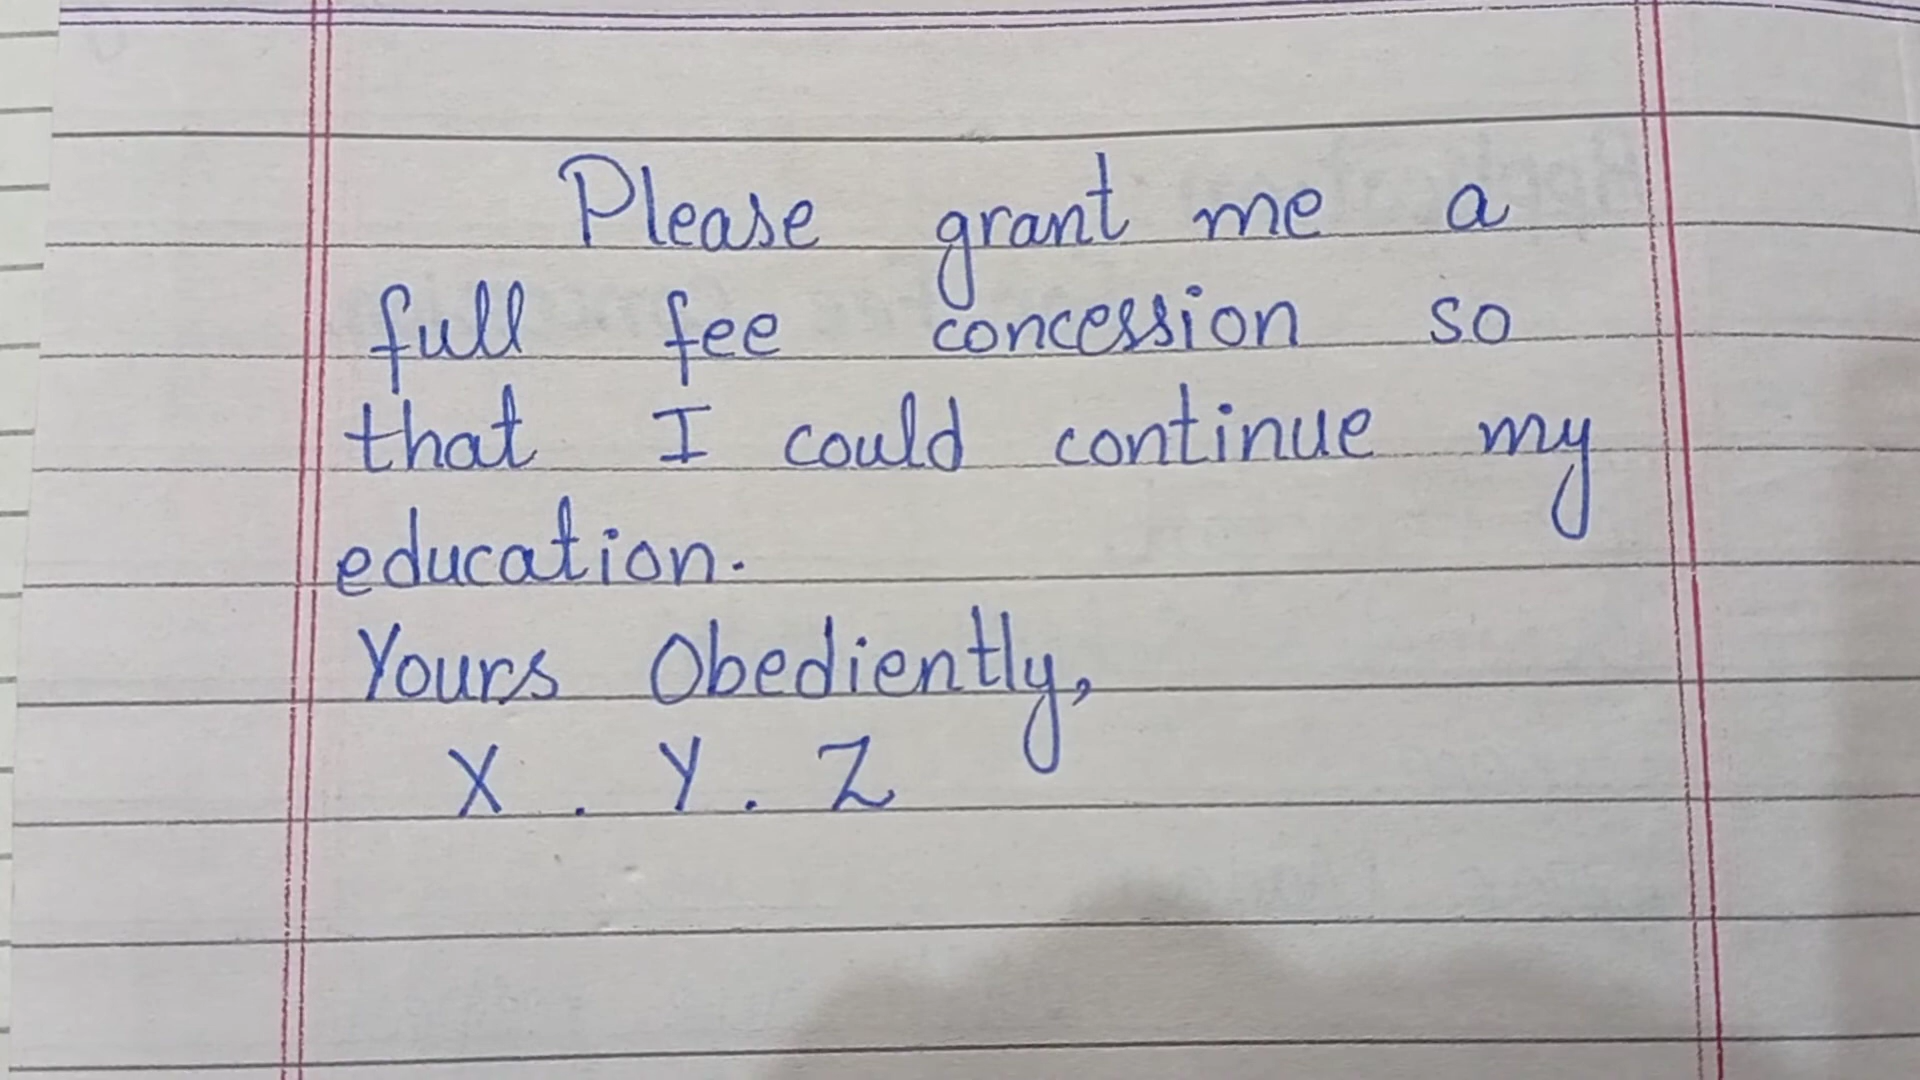 Please grant me a
full fee concession so
that I could continue my
education.
Yours Obediently,
X . Y . Z